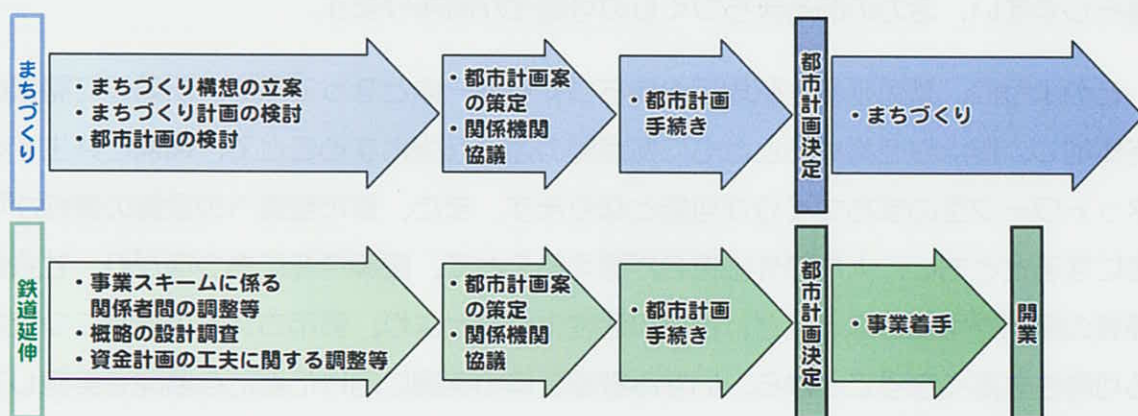 まちづくり
・まちづくり構想の立案
・まちづくり計画の検討
・都市計画の検討
・都市計画案
の策定
・関係機関
協議
・都市計画
手続き
都市計画決定
・まちづくり
鉄道延伸
・事業スキームに係る
関係者間の調整等
・概略の設計調査
・資金計画の工夫に関する調整等
・都市計画案
の策定
・関係機関
協議
・都市計画
手続き
都市計画決定
・事業着手
開業